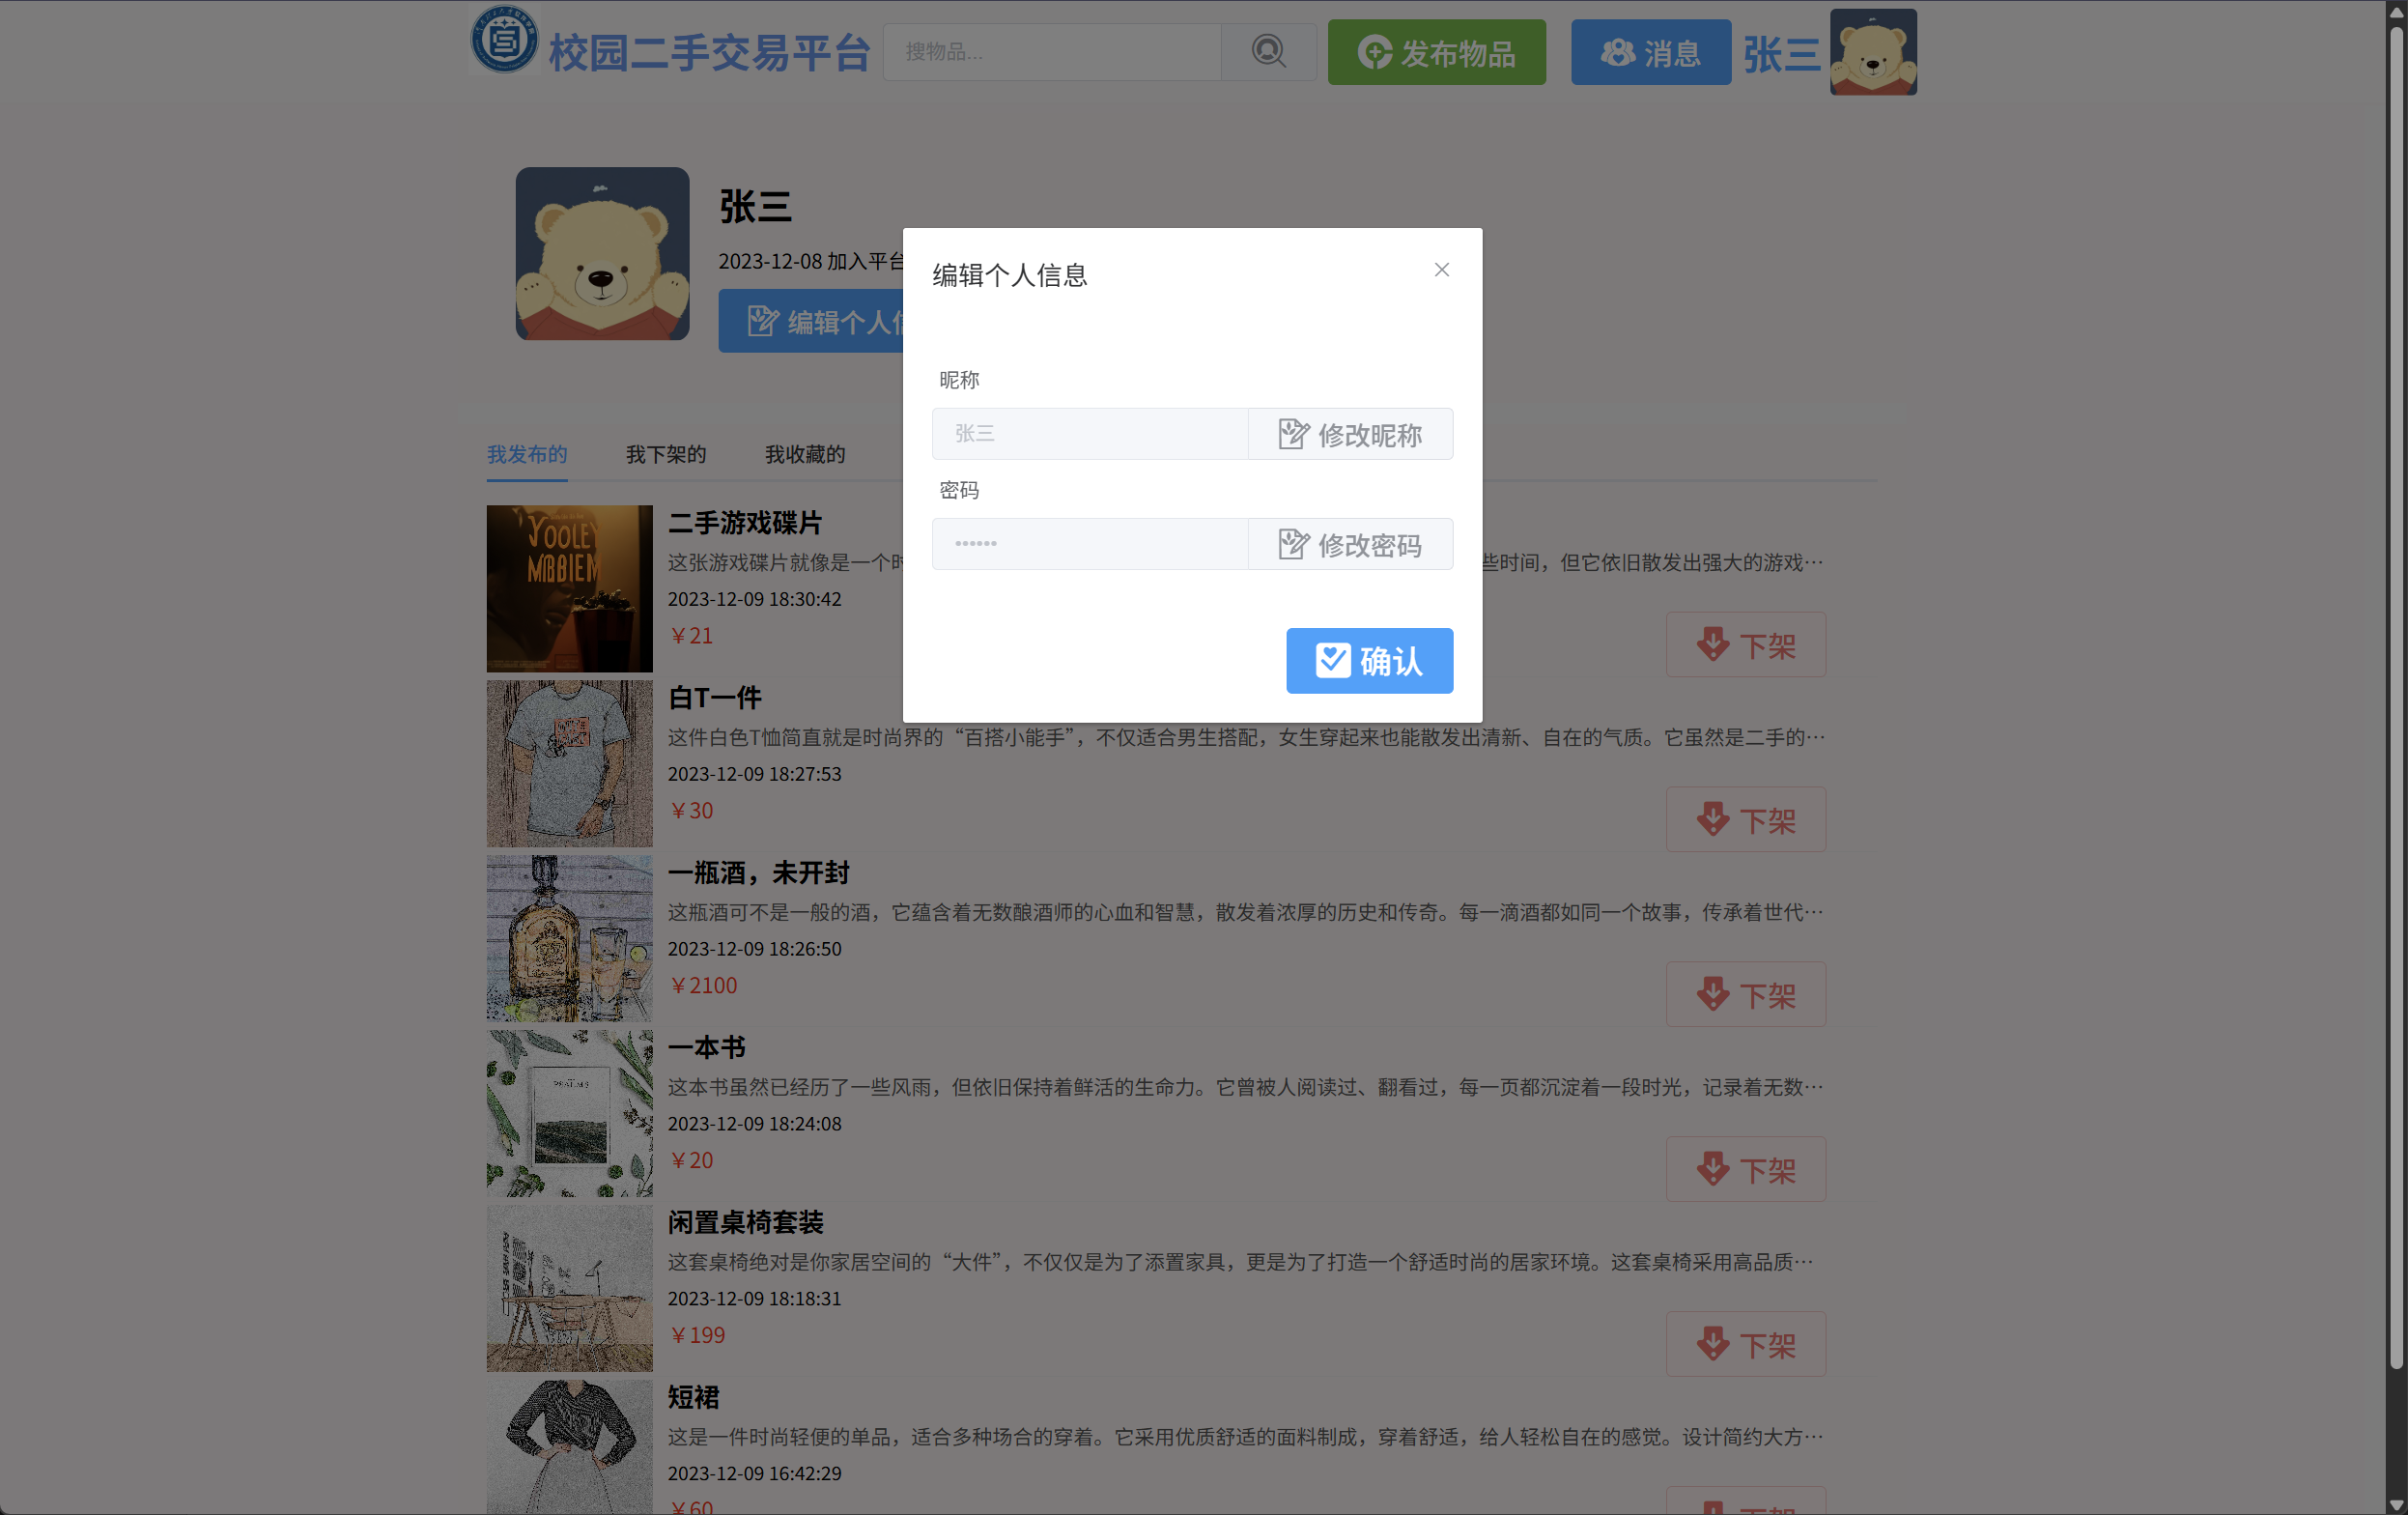 校园二手交易平台
搜物品...
发布物品
消息
张三
张三
2023-12-08 加入平台
编辑个人信
编辑个人信息
昵称
张三
修改昵称
密码
••••••
修改密码
确认
我发布的
我下架的
我收藏的
YOOLEY
MBBIEM
二手游戏碟片
这张游戏碟片就像是一个时 些时间，但它依旧散发出强大的游戏…
2023-12-09 18:30:42
￥21
下架
白T一件
这件白色T恤简直就是时尚界的“百搭小能手”，不仅适合男生搭配，女生穿起来也能散发出清新、自在的气质。它虽然是二手的…
2023-12-09 18:27:53
￥30
下架
一瓶酒，未开封
这瓶酒可不是一般的酒，它蕴含着无数酿酒师的心血和智慧，散发着浓厚的历史和传奇。每一滴酒都如同一个故事，传承着世代…
2023-12-09 18:26:50
￥2100
下架
一本书
这本书虽然已经历了一些风雨，但依旧保持着鲜活的生命力。它曾被人阅读过、翻看过，每一页都沉淀着一段时光，记录着无数…
2023-12-09 18:24:08
￥20
下架
闲置桌椅套装
这套桌椅绝对是你家居空间的“大件”，不仅仅是为了添置家具，更是为了打造一个舒适时尚的居家环境。这套桌椅采用高品质…
2023-12-09 18:18:31
￥199
下架
短裙
这是一件时尚轻便的单品，适合多种场合的穿着。它采用优质舒适的面料制成，穿着舒适，给人轻松自在的感觉。设计简约大方…
2023-12-09 16:42:29
￥60
下架